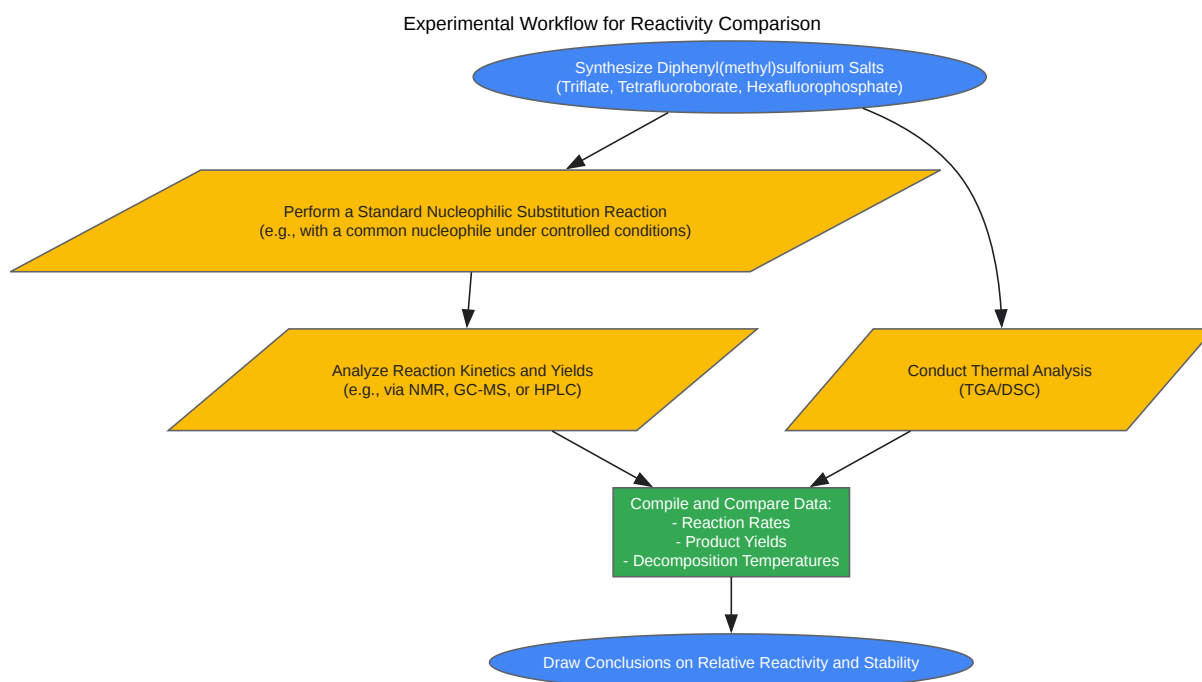 Experimental Workflow for Reactivity Comparison
Synthesize Diphenyl(methyl)sulfonium Salts
(Triflate, Tetrafluoroborate, Hexafluorophosphate)
Perform a Standard Nucleophilic Substitution Reaction
(e.g., with a common nucleophile under controlled conditions)
Analyze Reaction Kinetics and Yields
(e.g., via NMR, GC-MS, or HPLC)
Conduct Thermal Analysis
(TGA/DSC)
Compile and Compare Data:
- Reaction Rates
- Product Yields
- Decomposition Temperatures
Draw Conclusions on Relative Reactivity and Stability